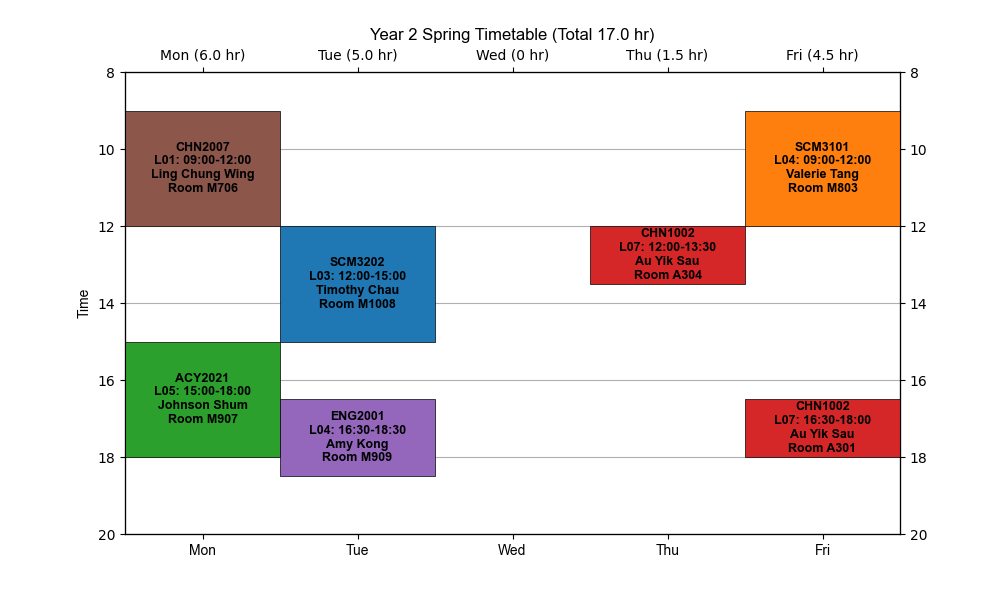 Year 2 Spring Timetable (Total 17.0 hr)
Mon (6.0 hr) Tue (5.0 hr) Wed (0 hr) Thu (1.5 hr) Fri (4.5 hr)
8 8
CHN2007
L01: 09:00-12:00
Ling Chung Wing
Room M706
SCM3101
L04: 09:00-12:00
Valerie Tang
Room M803
10 10
12 12
SCM3202
L03: 12:00-15:00
Timothy Chau
Room M1008
CHN1002
L07: 12:00-13:30
Au Yik Sau
Room A304
Time
14 14
ACY2021
L05: 15:00-18:00
Johnson Shum
Room M907
16 16
ENG2001
L04: 16:30-18:30
Amy Kong
Room M909
CHN1002
L07: 16:30-18:00
Au Yik Sau
Room A301
18 18
20 20
Mon Tue Wed Thu Fri